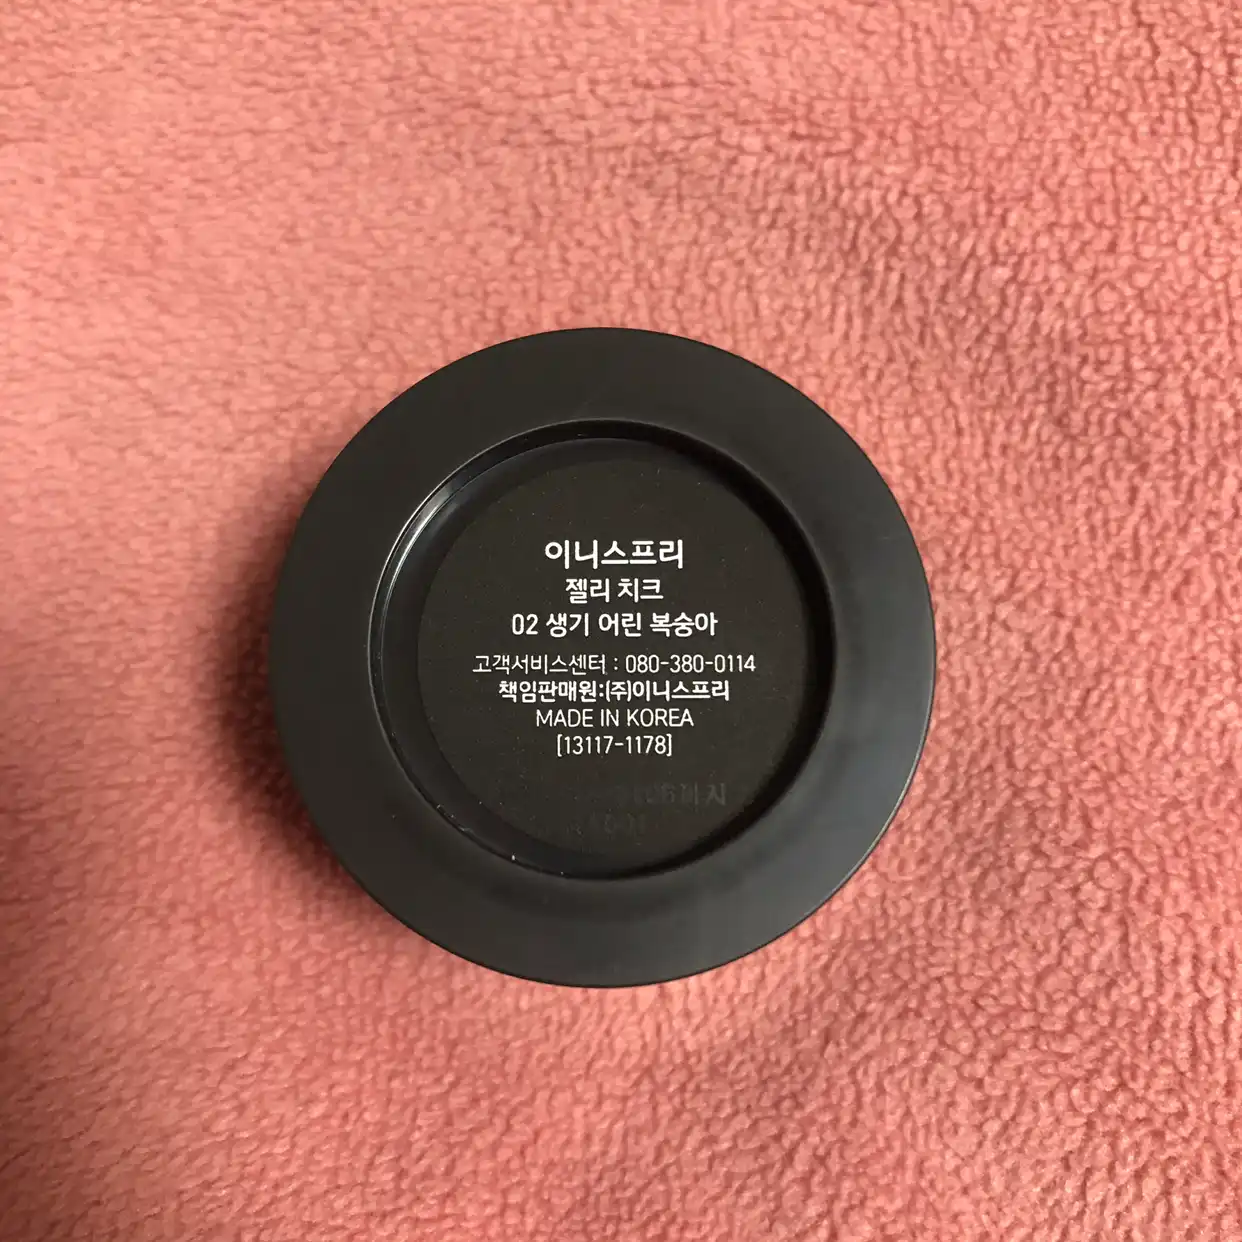 이니스프리
젤리 치크
02 생기 어린 복숭아
고객서비스센터 : 080-380-0114
책임판매원:(주)이니스프리
MADE IN KOREA
[13117-1178]